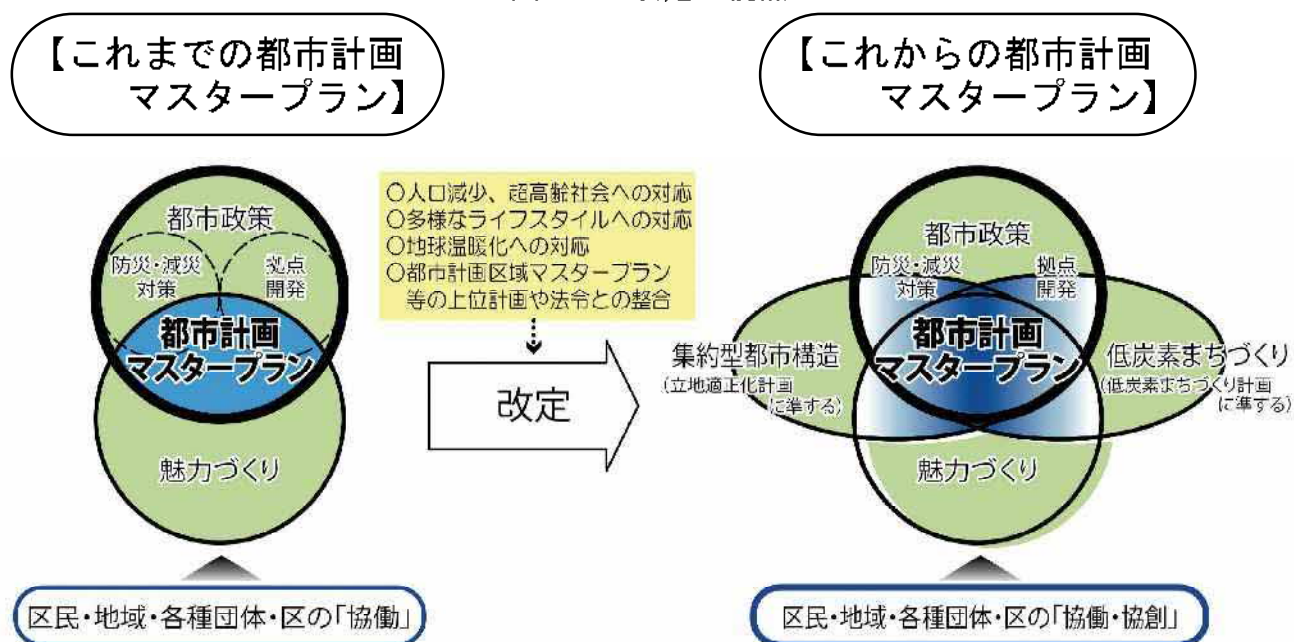 【これまでの都市計画
マスタープラン】
【これからの都市計画
マスタープラン】
都市政策
防災・減災
対策
拠点
開発
都市計画
マスタープラン
魅力づくり
区民・地域・各種団体・区の「協働」
○人口減少、超高齢社会への対応
○多様なライフスタイルへの対応
○地球温暖化への対応
○都市計画区域マスタープラン
等の上位計画や法令との整合
改定
都市政策
防災・減災
対策
拠点
開発
都市計画
マスタープラン
集約型都市構造
(立地適正化計画
に準する)
低炭素まちづくり
(低炭素まちづくり計画
に準する)
魅力づくり
区民・地域・各種団体・区の「協働・協創」